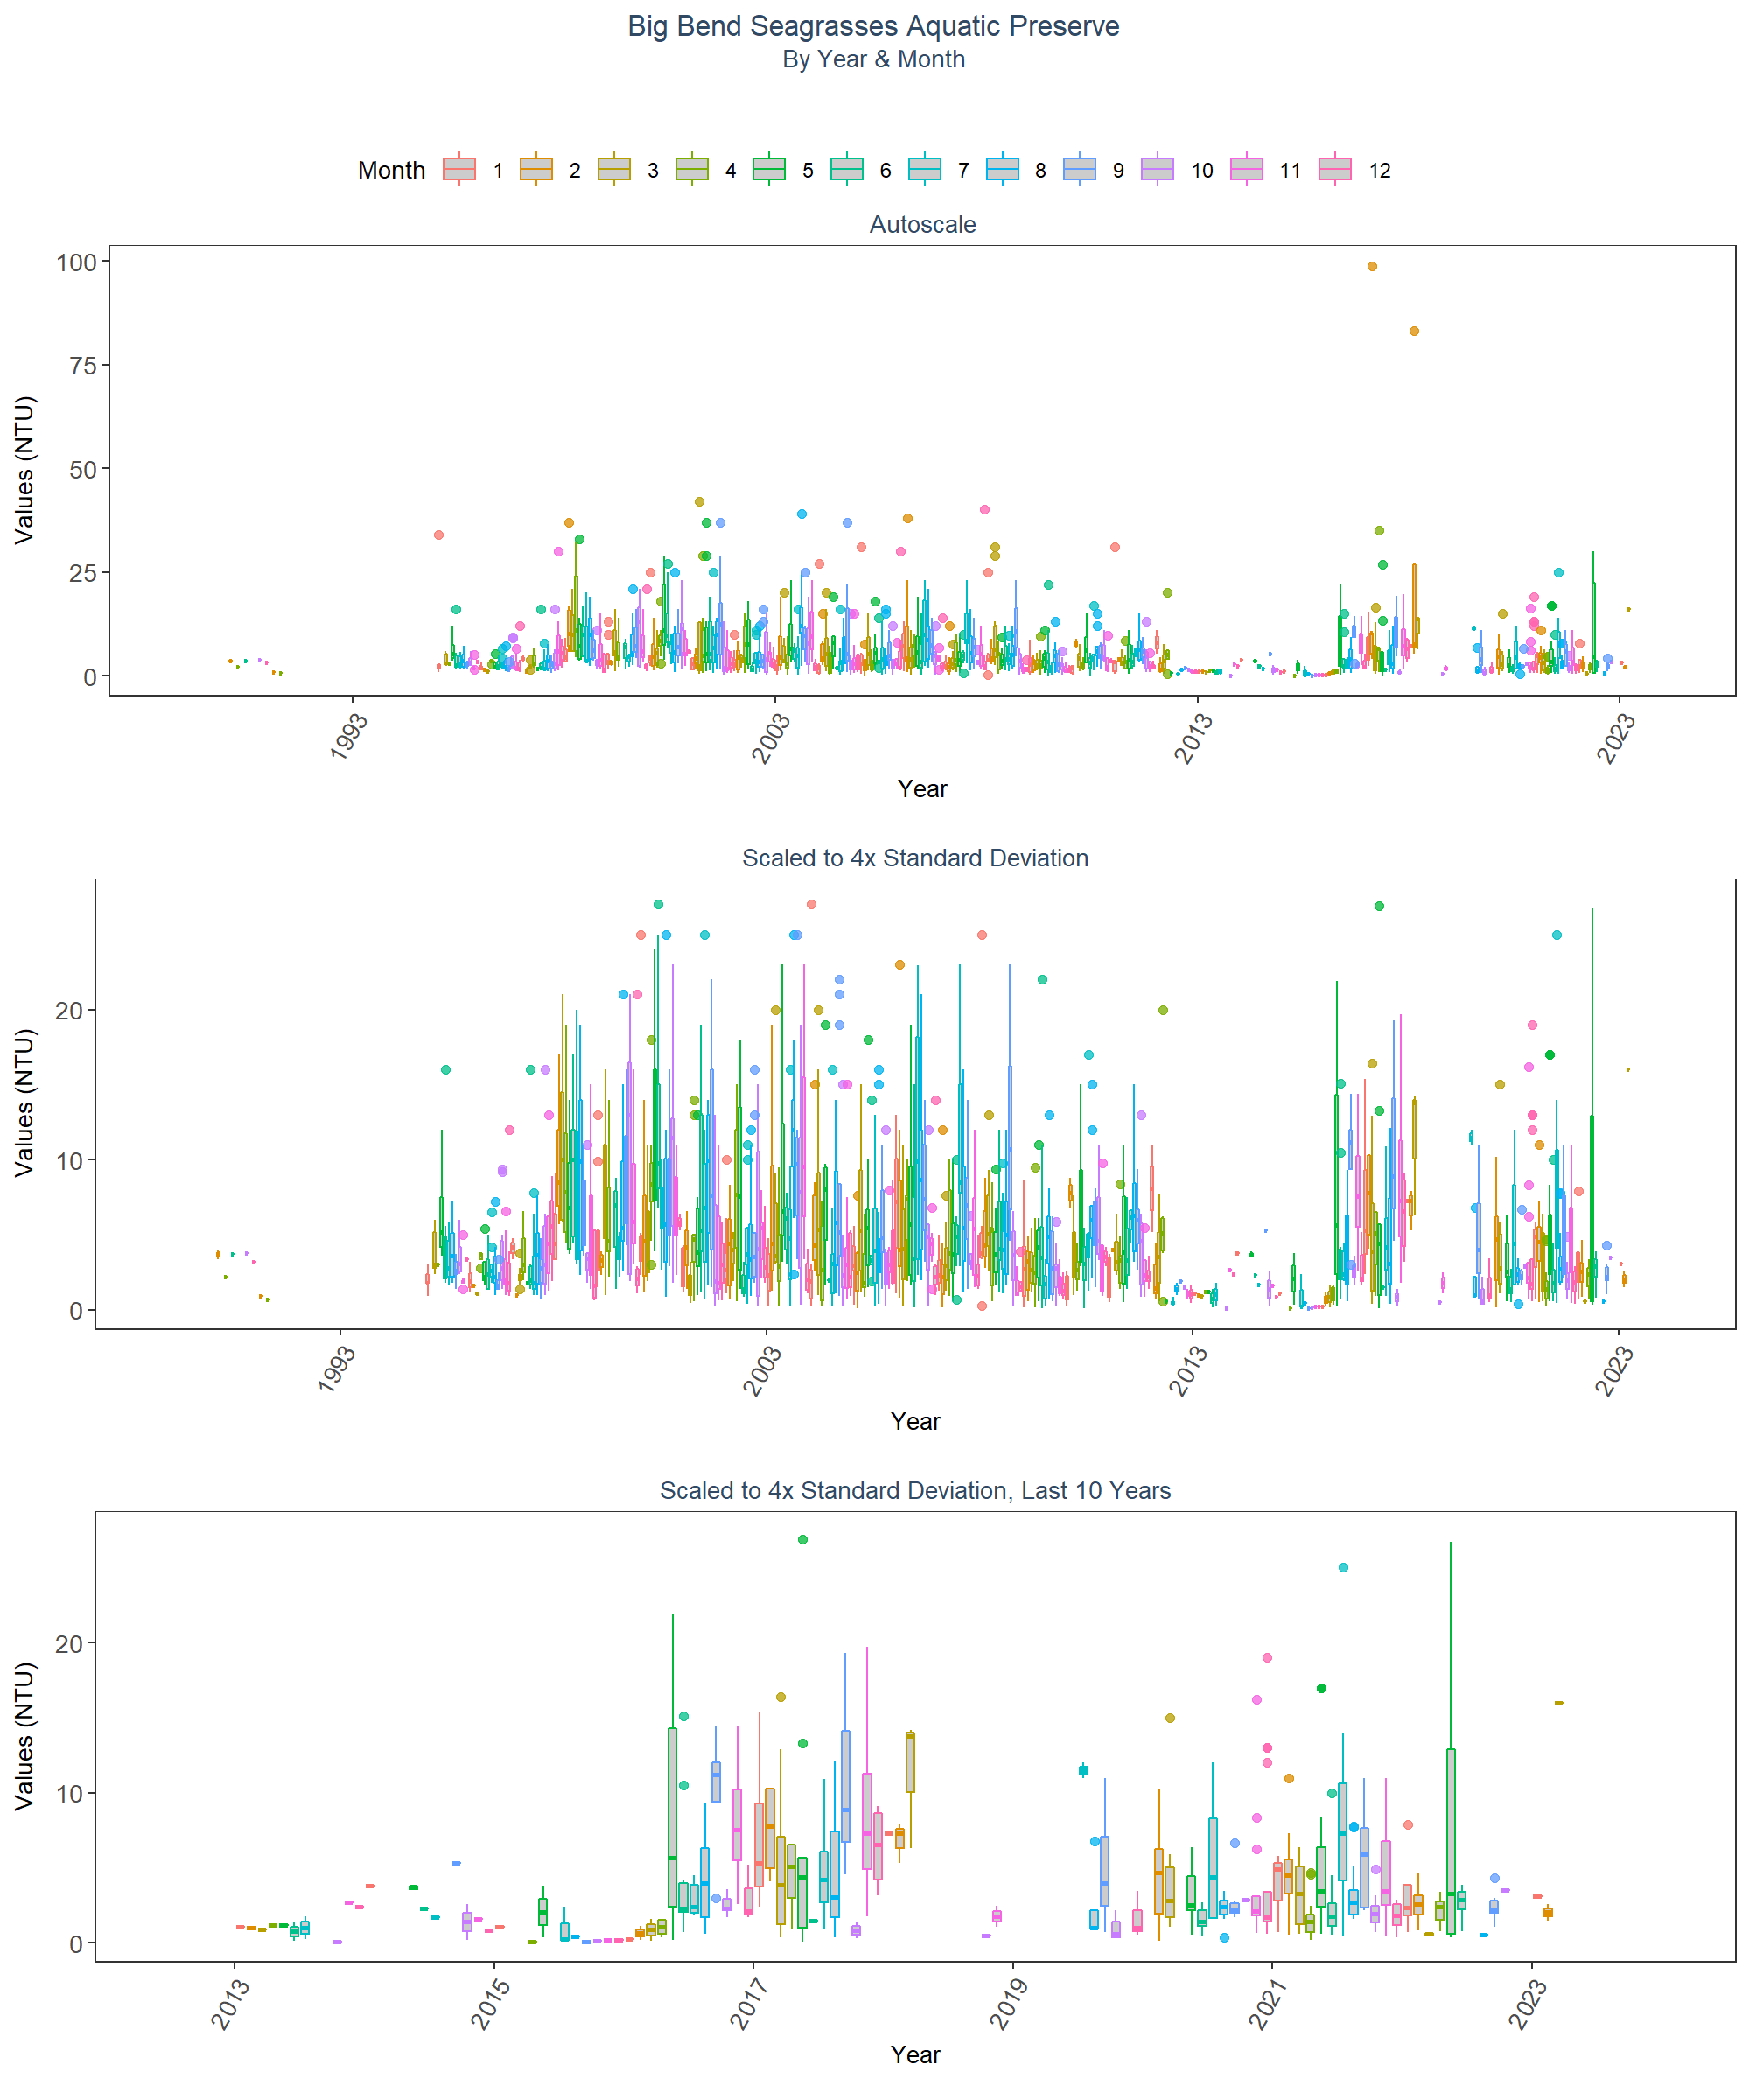 Big Bend Seagrasses Aquatic Preserve
By Year & Month
Month 1 2 3 4 5 6 7 8 9 10 11 12
Autoscale
Values (NTU)
100
75
50
25
0
1993 2003 2013 2023
Year
Scaled to 4x Standard Deviation
Values (NTU)
20
10
0
1993 2003 2013 2023
Year
Scaled to 4x Standard Deviation, Last 10 Years
Values (NTU)
20
10
0
2013 2015 2017 2019 2021 2023
Year